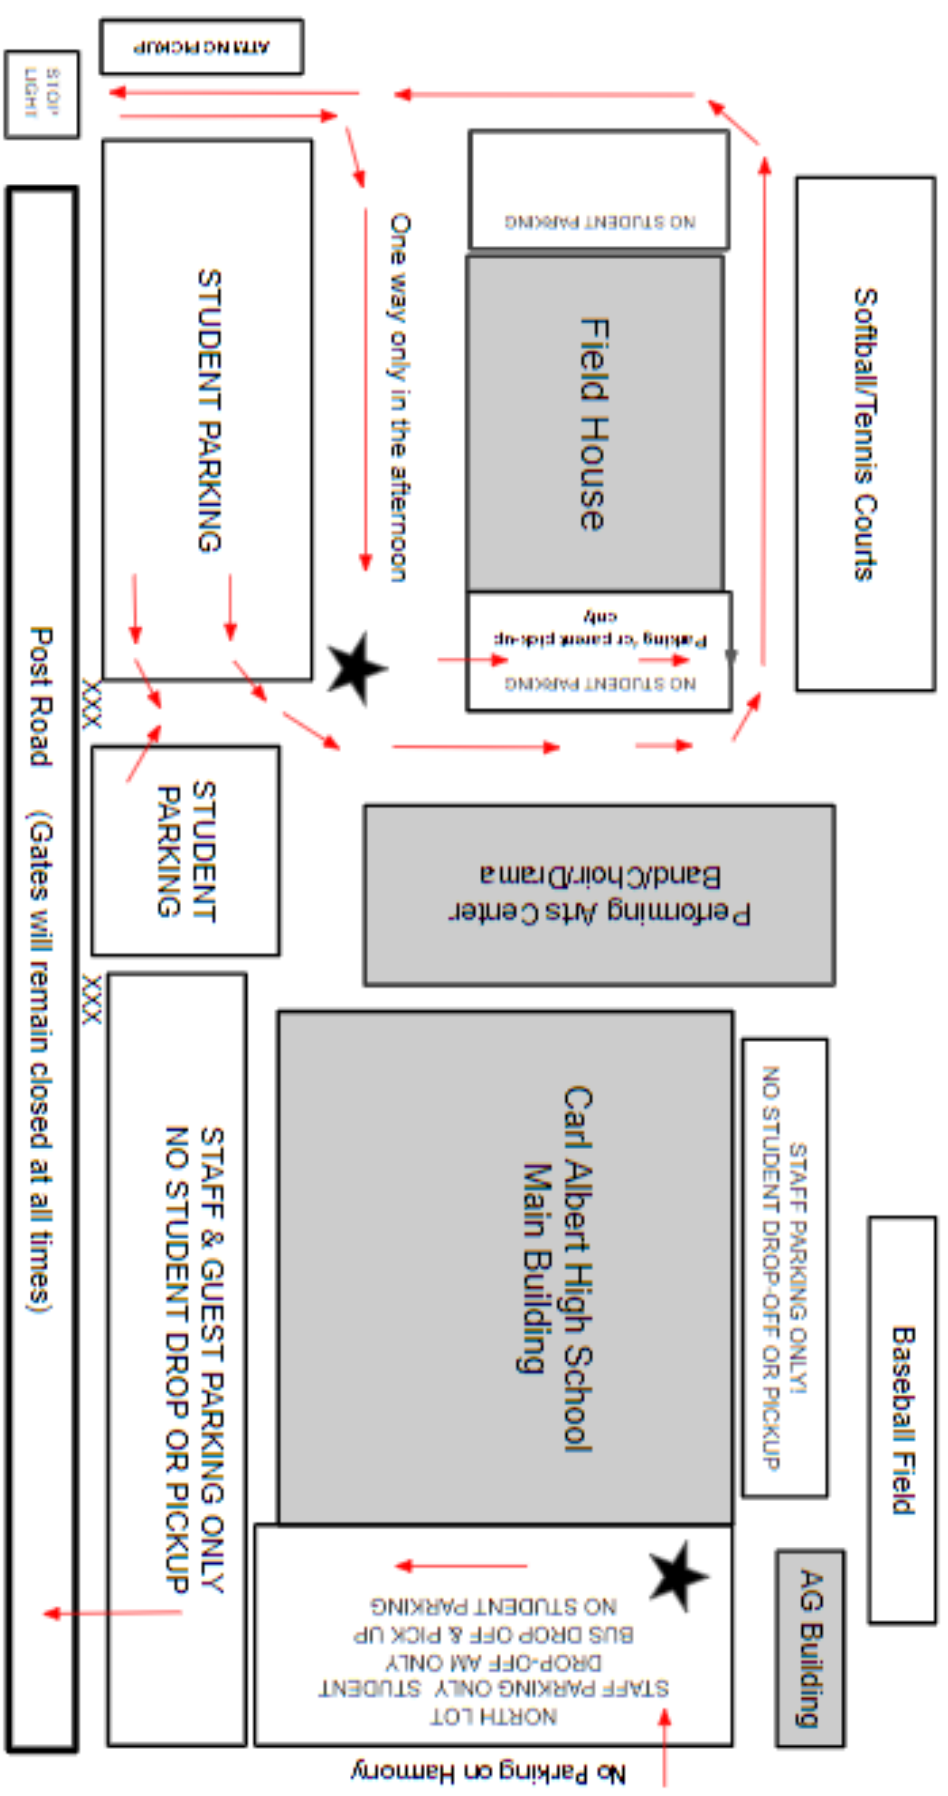 ATM NO PICKUP
STOP
LIGHT
NO STUDENT PARKING
STUDENT PARKING
One way only in the afternoon
Field House
Softball/Tennis Courts
Parking for parent pick-up
only
NO STUDENT PARKING
XXX
Post Road (Gates will remain closed at all times)
STUDENT
PARKING
Performing Arts Center
Band/Choir/Drama
XXX
STAFF & GUEST PARKING ONLY
NO STUDENT DROP OR PICKUP
Carl Albert High School
Main Building
STAFF PARKING ONLY!
NO STUDENT DROP-OFF OR PICKUP
Baseball Field
AG Building
NORTH LOT
STAFF PARKING ONLY STUDENT
DROP-OFF AM ONLY
BUS DROP OFF & PICK UP
NO STUDENT PARKING
No Parking on Harmony